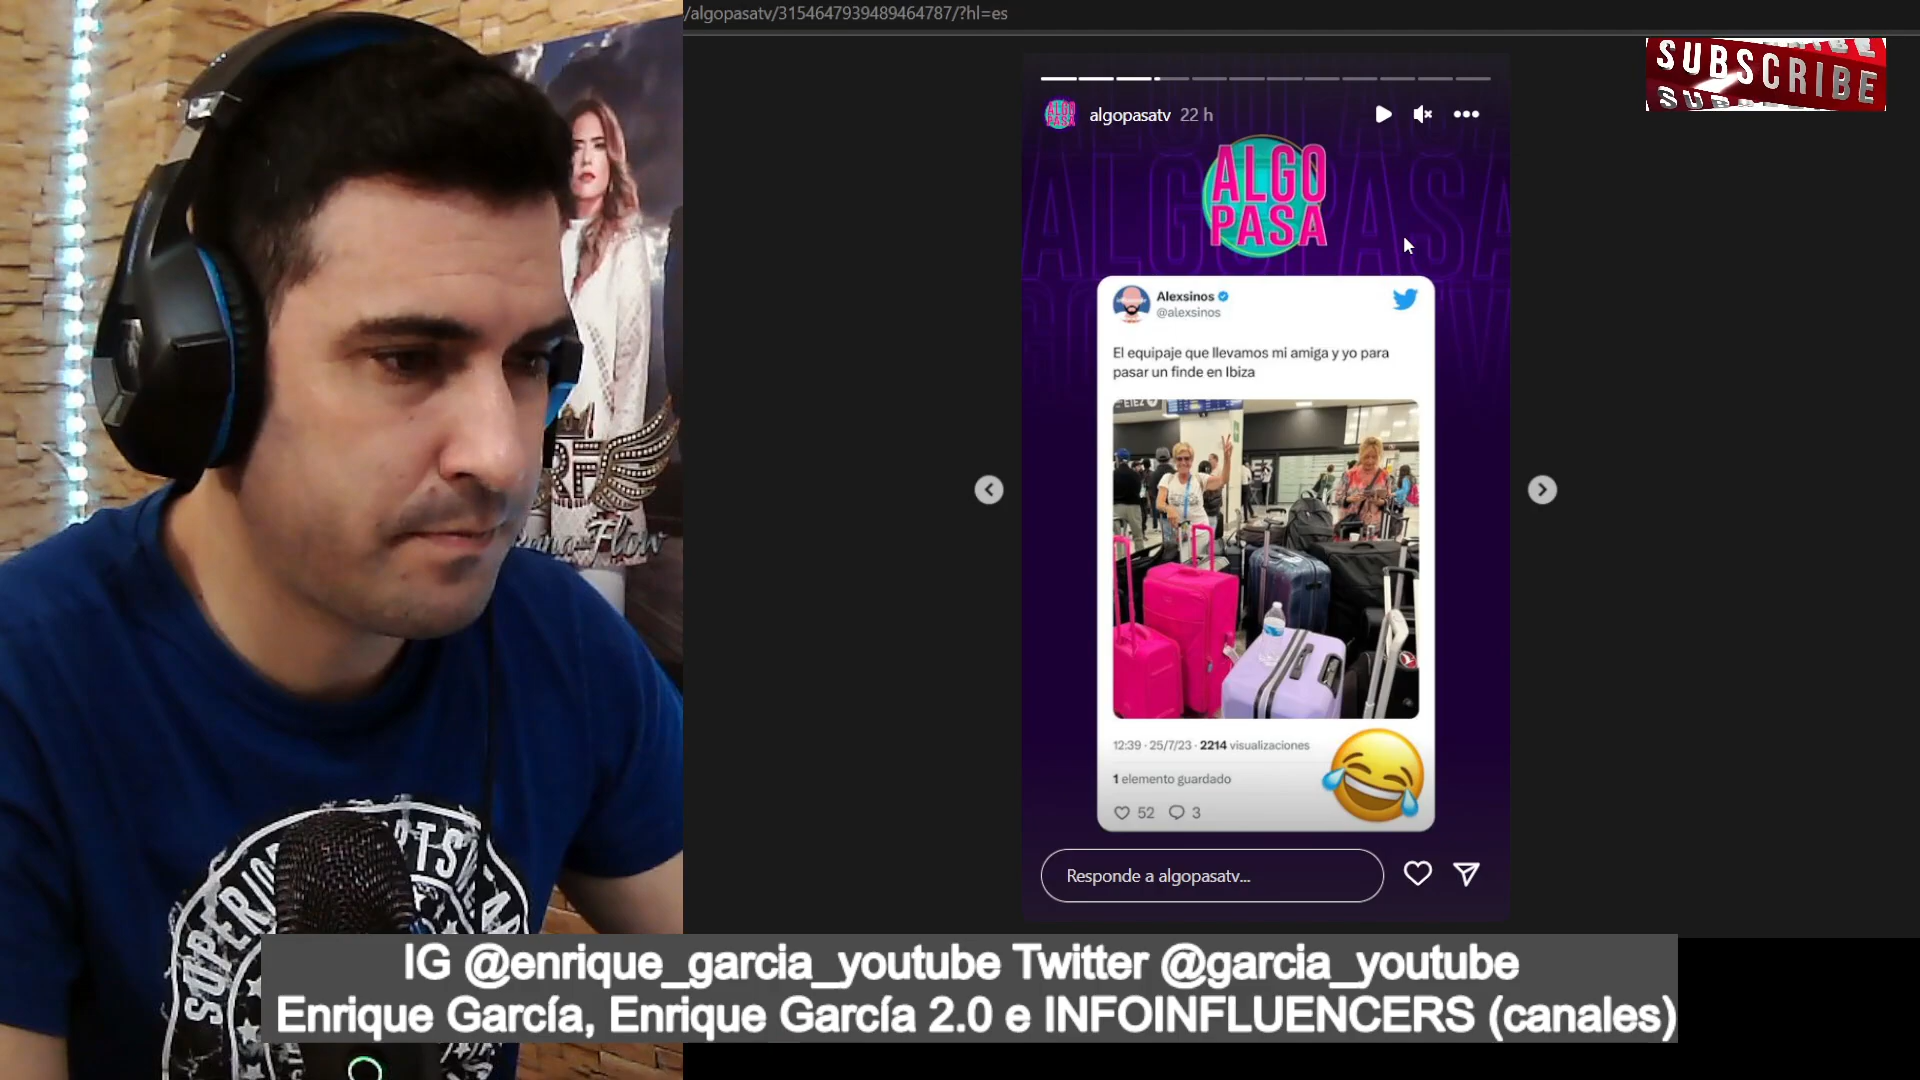 /algopasatv/3154647939489464787/?hl=es
SUBSCRIBE
algopasatv 22 h
ALGO
PASA
Alexsinos
@alexsinos
El equipaje que llevamos mi amiga y yo para
pasar un finde en Ibiza
12:39 · 25/7/23 · 2214 visualizaciones
1 elemento guardado
52 3
Responde a algopasatv...
IG @enrique_garcia_youtube Twitter @garcia_youtube
Enrique García, Enrique García 2.0 e INFOINFLUENCERS (canales)